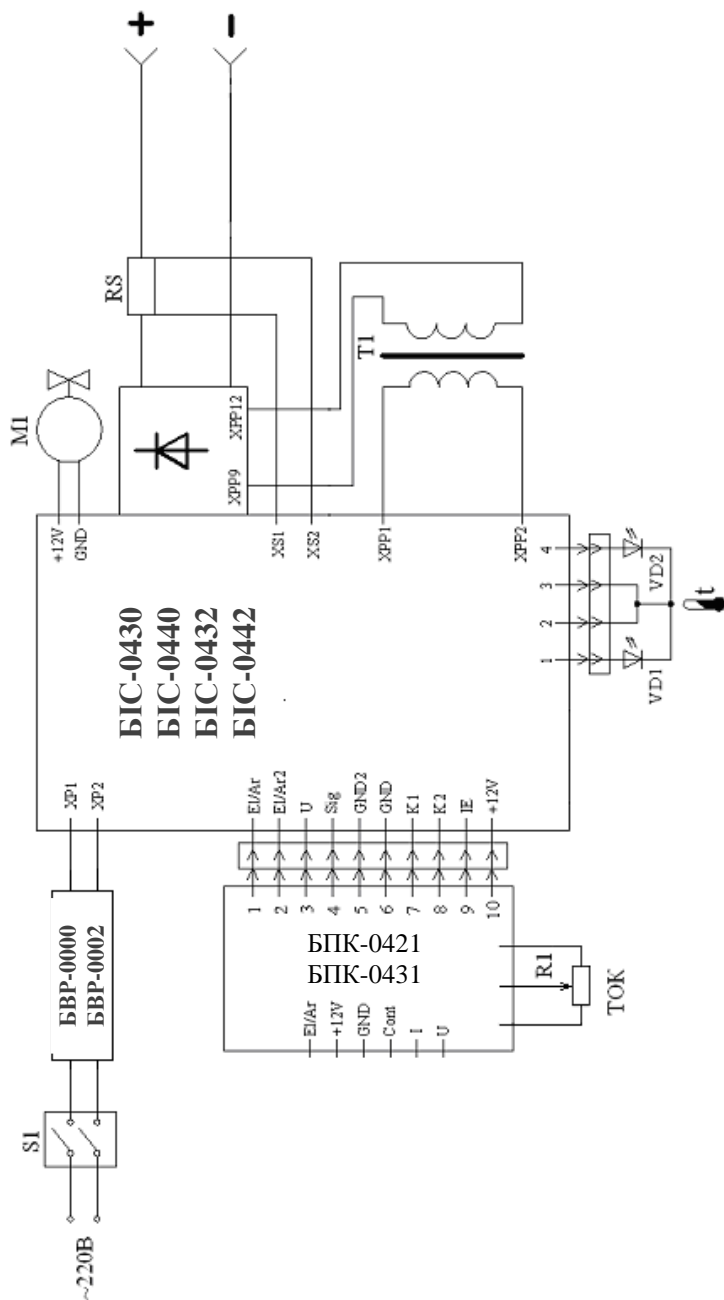 ~220В
S1
БВР-0000
БВР-0002
XP1
XP2
БІС-0430
БІС-0440
БІС-0432
БІС-0442
+12V
GND
M1
RS
+
-
XPP9
XPP12
XS1
XS2
XPP1
XPP2
T1
El/Ar
El/Ar2
U
Sig
GND2
GND
K1
K2
IE
+12V
1
2
3
4
5
6
7
8
9
10
БПК-0421
БПК-0431
El/Ar
+12V
GND
Cont
I
U
R1
ТОК
1
2
3
4
VD1
VD2
t